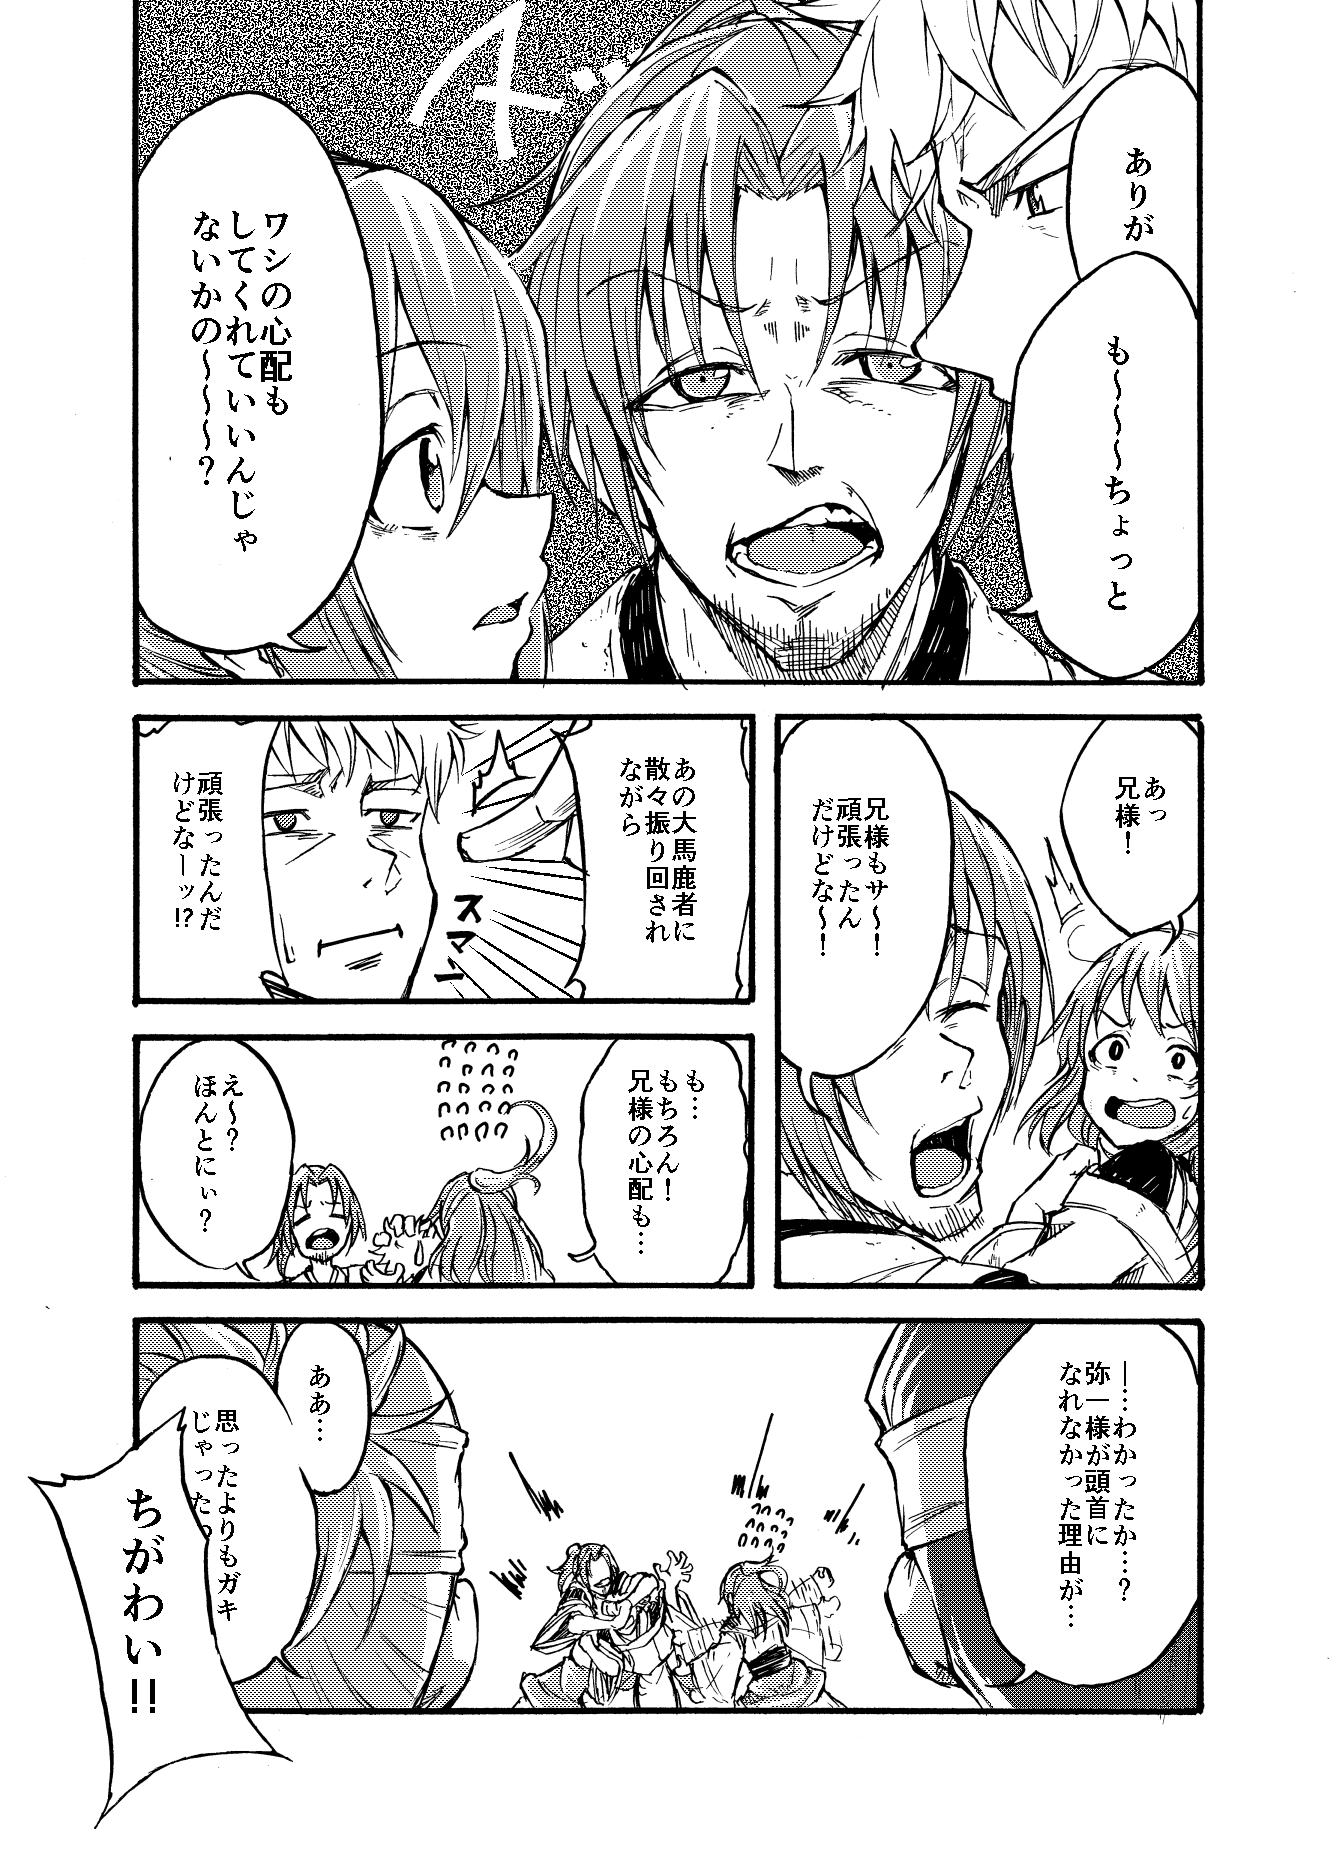 ありが
も～～～ちょっと
ワシの心配も
してくれていいんじゃ
ないかの～～～？
あっ
兄様！
兄様もサ～！
頑張ったん
だけどな～！
あの大馬鹿者に
散々振り回され
ながら
スマン
頑張ったんだ
けどなーッ!?
も…
もちろん！
兄様の心配も…
え～？
ほんとにぃ？
―…わかったか…？
弥一様が頭首に
なれなかった理由が…
ああ…
思ったよりもガキ
じゃった
ちがわい!!